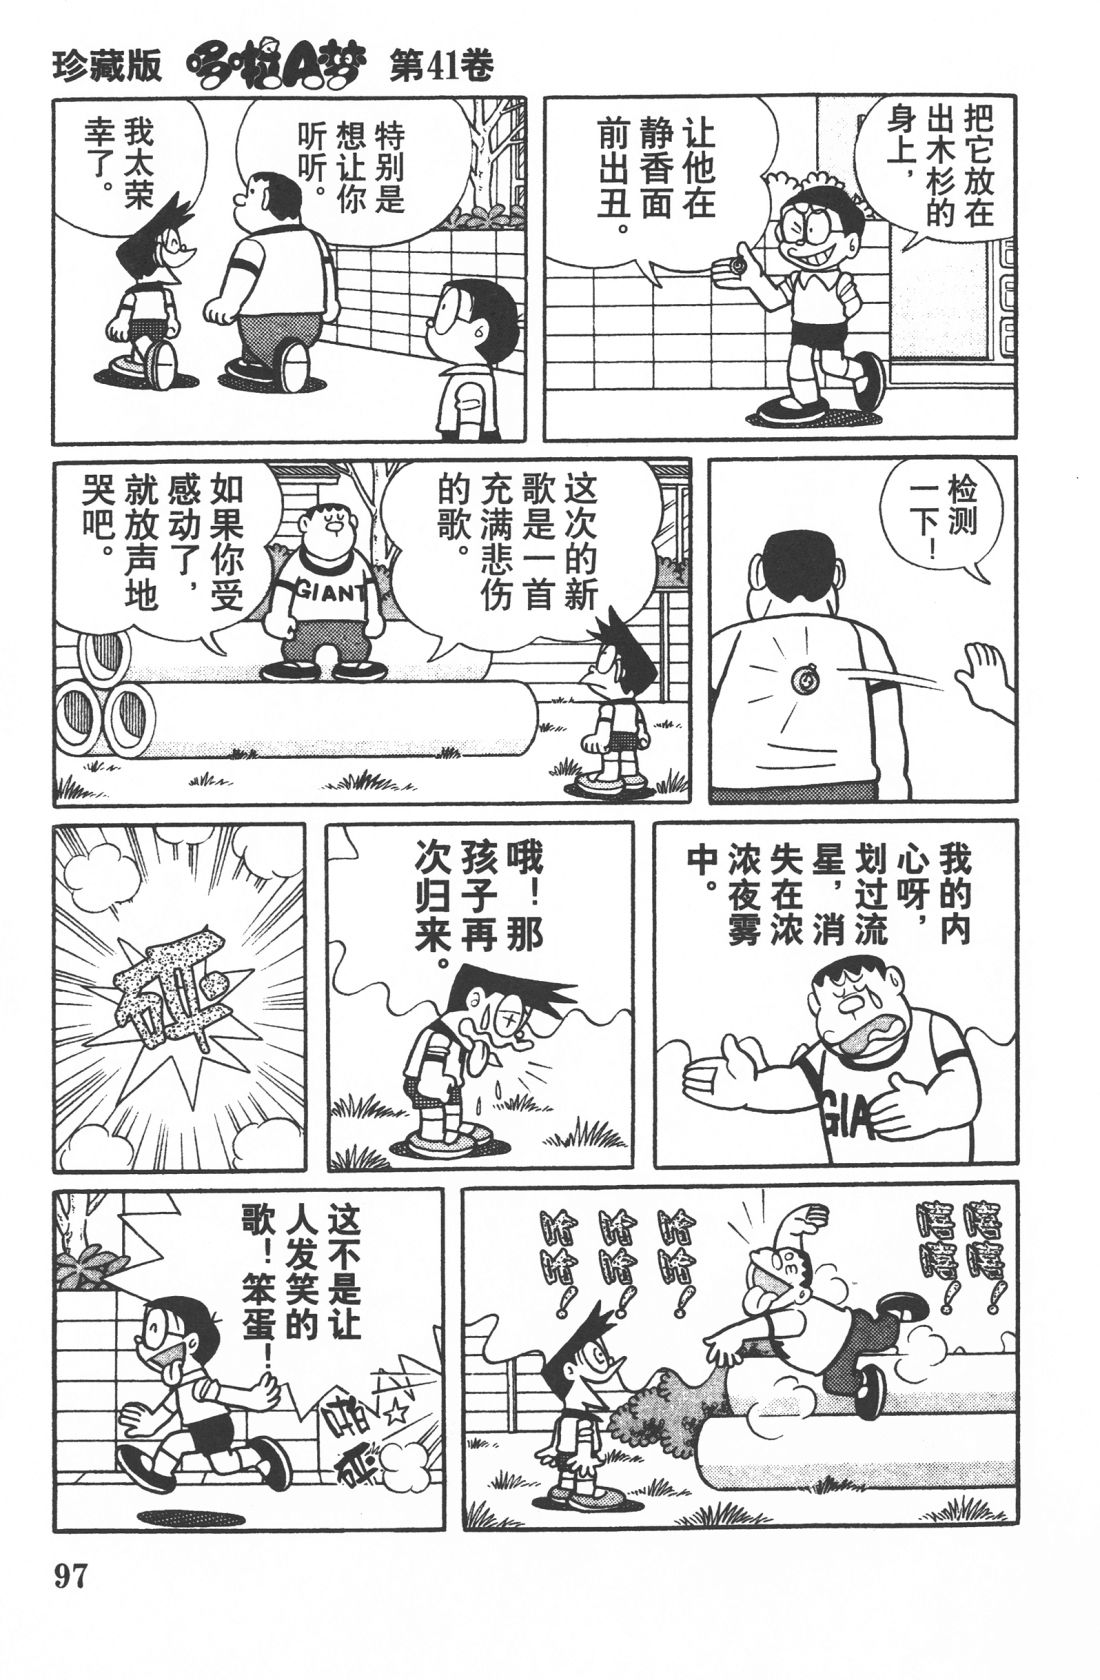 珍藏版 哆啦A梦 第41卷
把它放在
出木杉的
身上，
让他在
静香面
前出丑。
特别是
想让你
听听。
我太荣
幸了。
检测
一下！
这次的新
歌是一首
充满悲伤
的歌。
如果你受
感动了，
就放声地
哭吧。
GIANT
我的内
心呀，
划过流
星，消
失在浓
浓夜雾
中。
GIA
哦！那
孩子再
次归来。
砰
嘻嘻！
嘻嘻！
哈哈！
哈哈！
哈哈！
这不是让
人发笑的
歌！笨蛋！
啪
砰
97